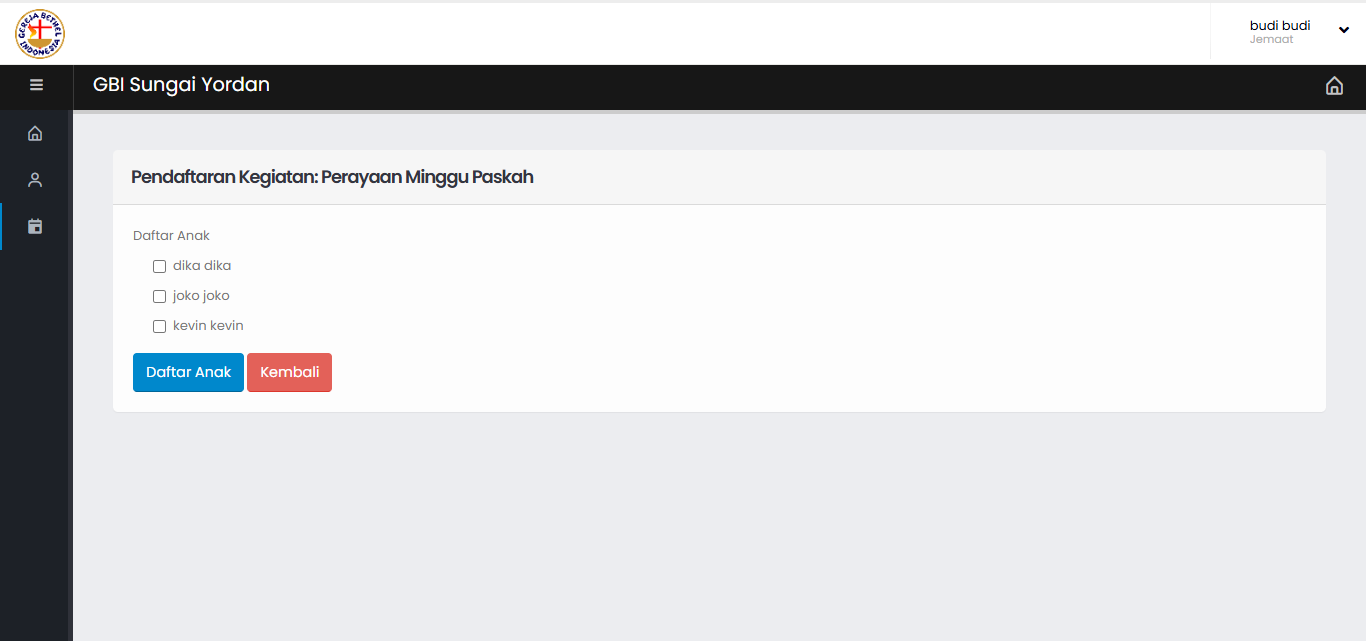 GEREJA BETHEL INDONESIA
budi budi
Jemaat
GBI Sungai Yordan
Pendaftaran Kegiatan: Perayaan Minggu Paskah
Daftar Anak
dika dika
joko joko
kevin kevin
Daftar Anak Kembali